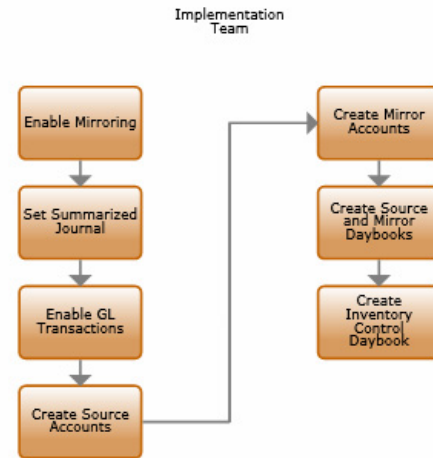 Implementation
Team
Enable Mirroring
Set Summarized
Journal
Enable GL
Transactions
Create Source
Accounts
Create Mirror
Accounts
Create Source
and Mirror
Daybooks
Create
Inventory
Control
Daybook